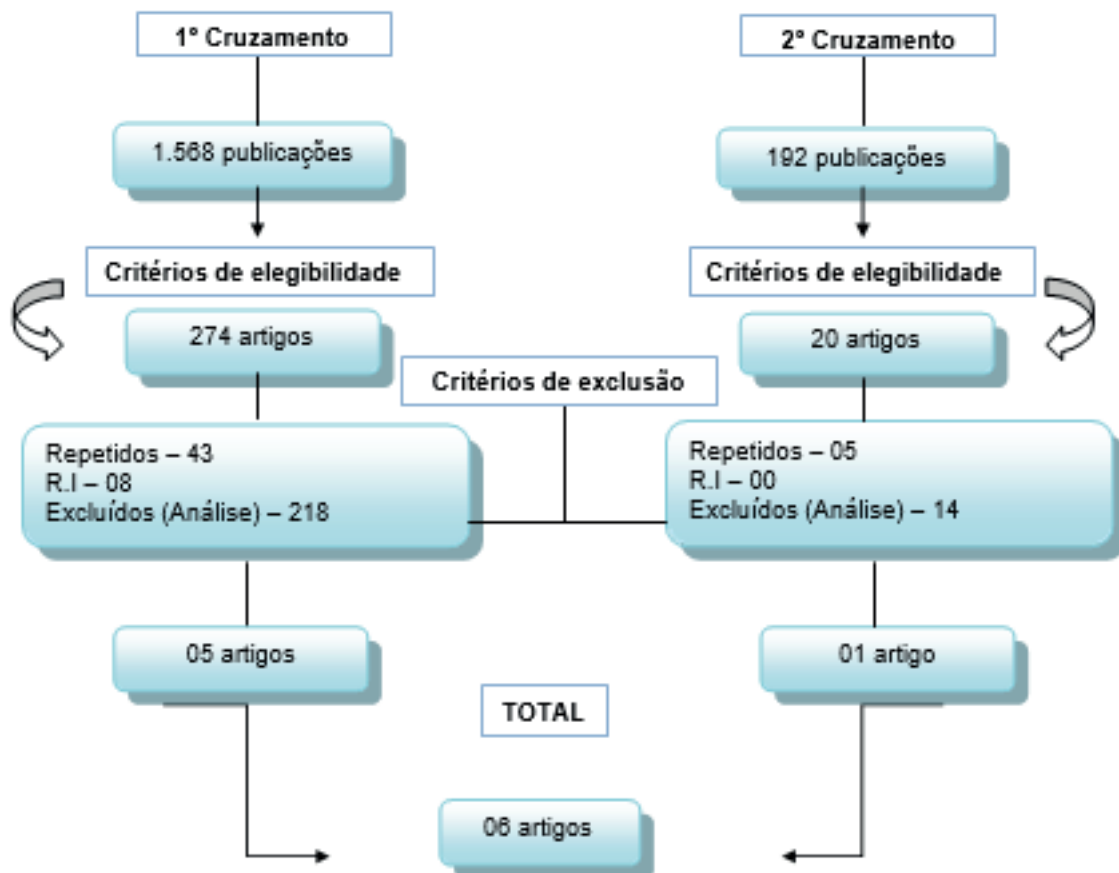 1º Cruzamento
2º Cruzamento
1.568 publicações
192 publicações
Critérios de elegibilidade
Critérios de elegibilidade
274 artigos
20 artigos
Critérios de exclusão
Repetidos – 43
R.I – 08
Excluídos (Análise) – 218
Repetidos – 05
R.I – 00
Excluídos (Análise) – 14
05 artigos
01 artigo
TOTAL
06 artigos